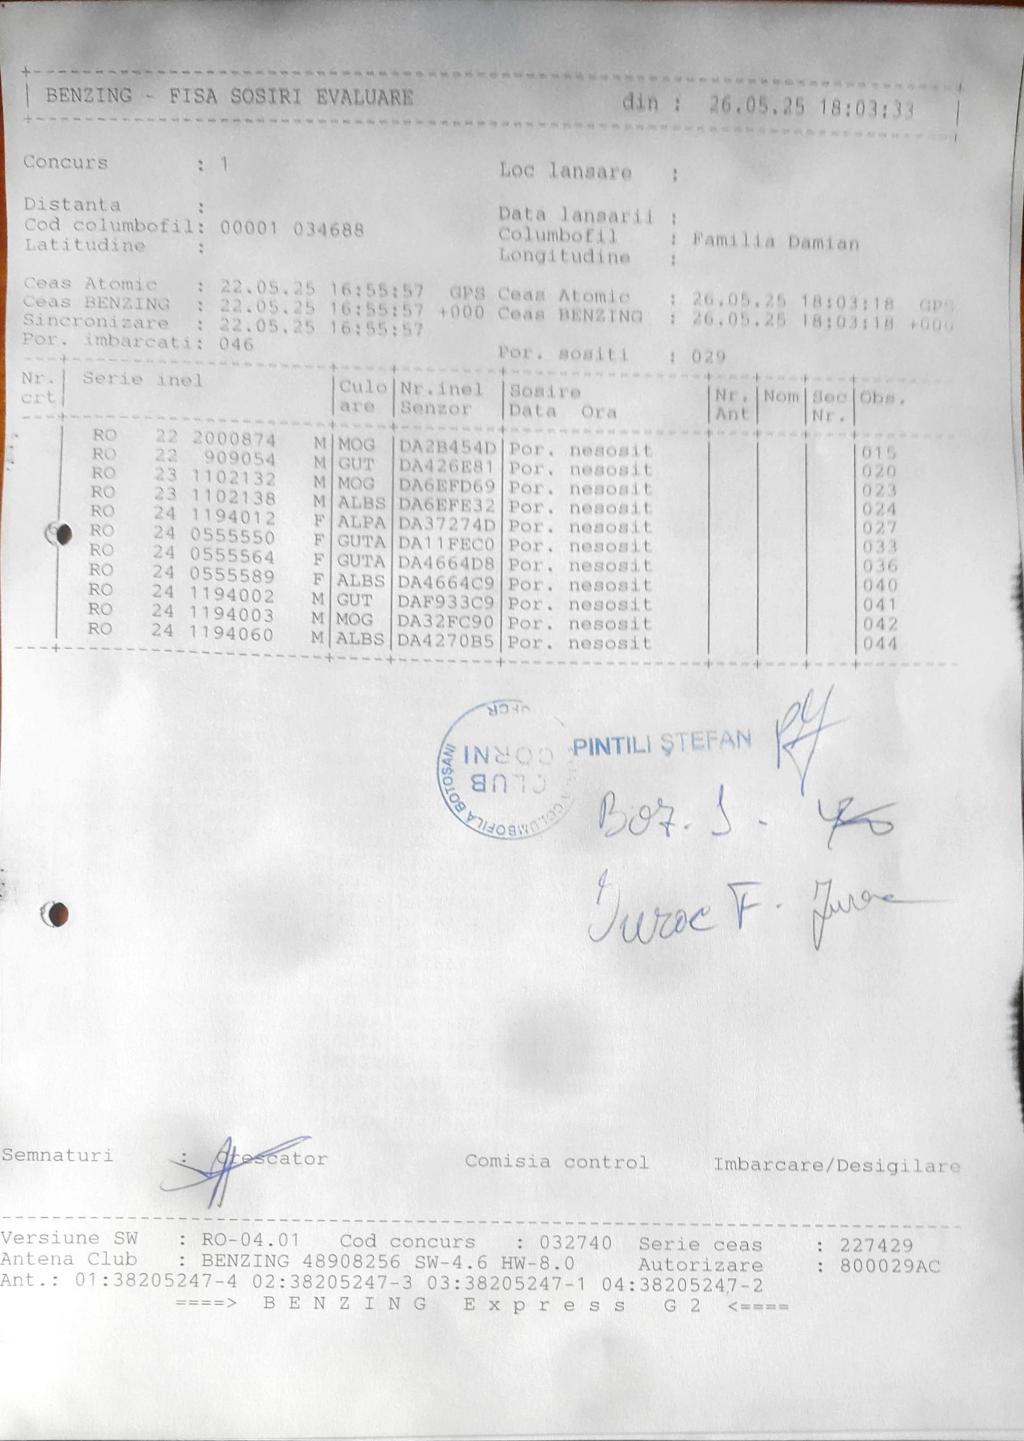 BENZING - FISA SOSIRI EVALUARE din : 26.05.25 18:03:33
Concurs : 1 Loc lansare :
Distanta : Data lansarii :
Cod columbofil: 00001 034688 Columbofil : Familia Damian
Latitudine : Longitudine :
Ceas Atomic : 22.05.25 16:55:57 GPS Ceas Atomic : 26.05.25 18:03:18 GPS
Ceas BENZING : 22.05.25 16:55:57 +000 Ceas BENZING : 26.05.25 18:03:18 +000
Sincronizare : 22.05.25 16:55:57
Por. imbarcati: 046 Por. sositi : 029
Nr. Serie inel Culo Nr.inel Sosire Nr. Nom Sec Obs.
crt are Senzor Data Ora Ant Nr.
RO 22 2000874 M MOG DA2B454D Por. nesosit 015
RO 22 909054 M GUT DA426E81 Por. nesosit 020
RO 23 1102132 M MOG DA6EFD69 Por. nesosit 023
RO 23 1102138 M ALBS DA6EFE32 Por. nesosit 024
RO 24 1194012 F ALPA DA37274D Por. nesosit 027
RO 24 0555550 F GUTA DA11FEC0 Por. nesosit 033
RO 24 0555564 F GUTA DA4664D8 Por. nesosit 036
RO 24 0555589 F ALBS DA4664C9 Por. nesosit 040
RO 24 1194002 M GUT DAF933C9 Por. nesosit 041
RO 24 1194003 M MOG DA32FC90 Por. nesosit 042
RO 24 1194060 M ALBS DA4270B5 Por. nesosit 044
COLUMBOFILA BOTOȘANI
CLUB
CORNI
PINTILI ȘTEFAN
Boz. I.
Juroc F.
Semnaturi : Crescator Comisia control Imbarcare/Desigilare
Versiune SW : RO-04.01 Cod concurs : 032740 Serie ceas : 227429
Antena Club : BENZING 48908256 SW-4.6 HW-8.0 Autorizare : 800029AC
Ant.: 01:38205247-4 02:38205247-3 03:38205247-1 04:38205247-2
====> B E N Z I N G E x p r e s s G 2 <====